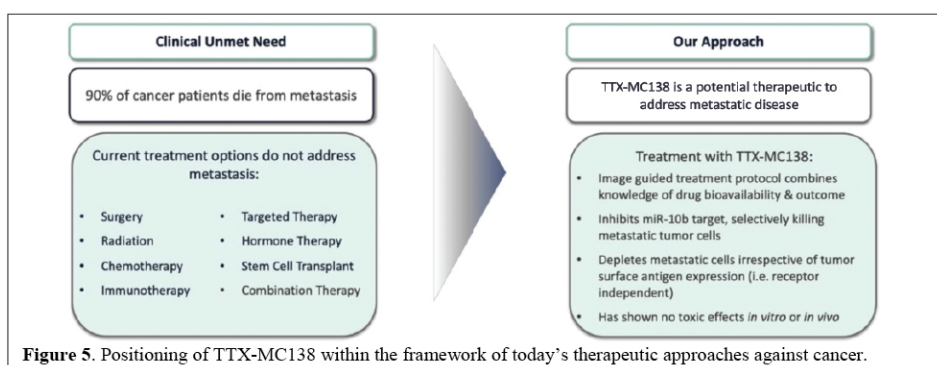 Clinical Unmet Need
90% of cancer patients die from metastasis
Current treatment options do not address
metastasis:
• Surgery
• Radiation
• Chemotherapy
• Immunotherapy
• Targeted Therapy
• Hormone Therapy
• Stem Cell Transplant
• Combination Therapy
Our Approach
TTX-MC138 is a potential therapeutic to
address metastatic disease
Treatment with TTX-MC138:
• Image guided treatment protocol combines
knowledge of drug bioavailability & outcome
• Inhibits miR-10b target, selectively killing
metastatic tumor cells
• Depletes metastatic cells irrespective of tumor
surface antigen expression (i.e. receptor
independent)
• Has shown no toxic effects in vitro or in vivo
Figure 5. Positioning of TTX-MC138 within the framework of today's therapeutic approaches against cancer.